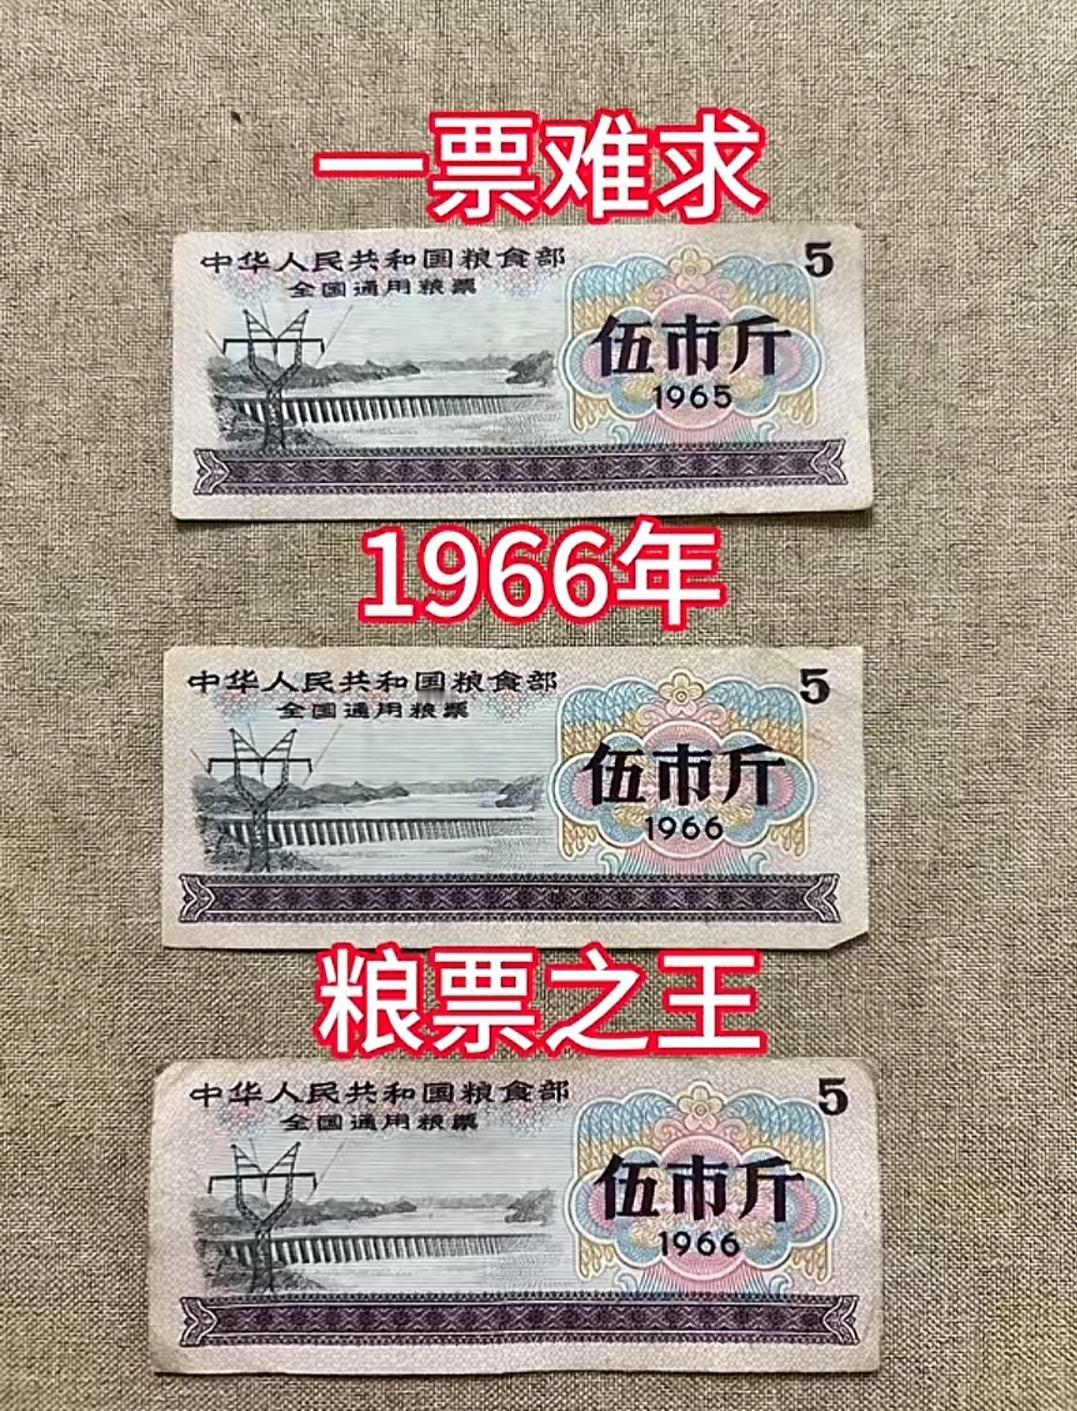 一票难求
中华人民共和国粮食部
5
全国通用粮票
伍市斤
1965
1966年
中华人民共和国粮食部
5
全国通用粮票
伍市斤
1966
粮票之王
中华人民共和国粮食部
5
全国通用粮票
伍市斤
1966